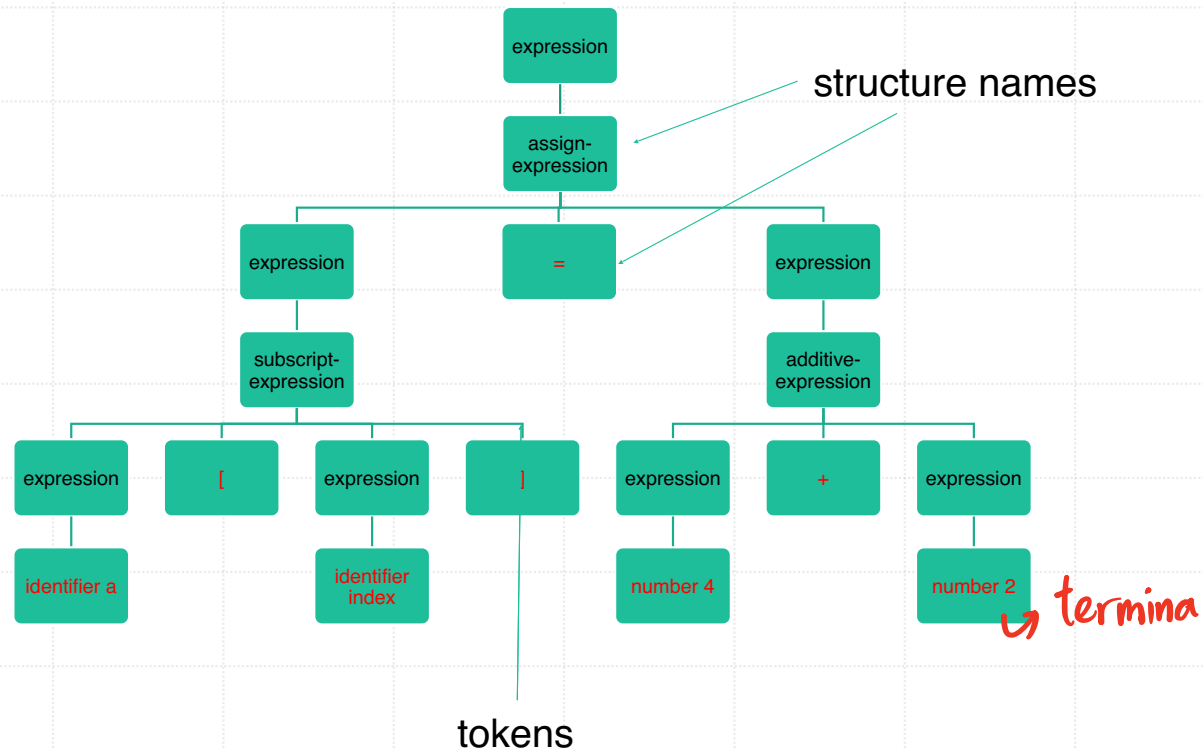 expression
structure names
assign-
expression
expression
=
expression
subscript-
expression
additive-
expression
expression
[
expression
]
expression
+
expression
identifier a
identifier
index
number 4
number 2
termina
tokens